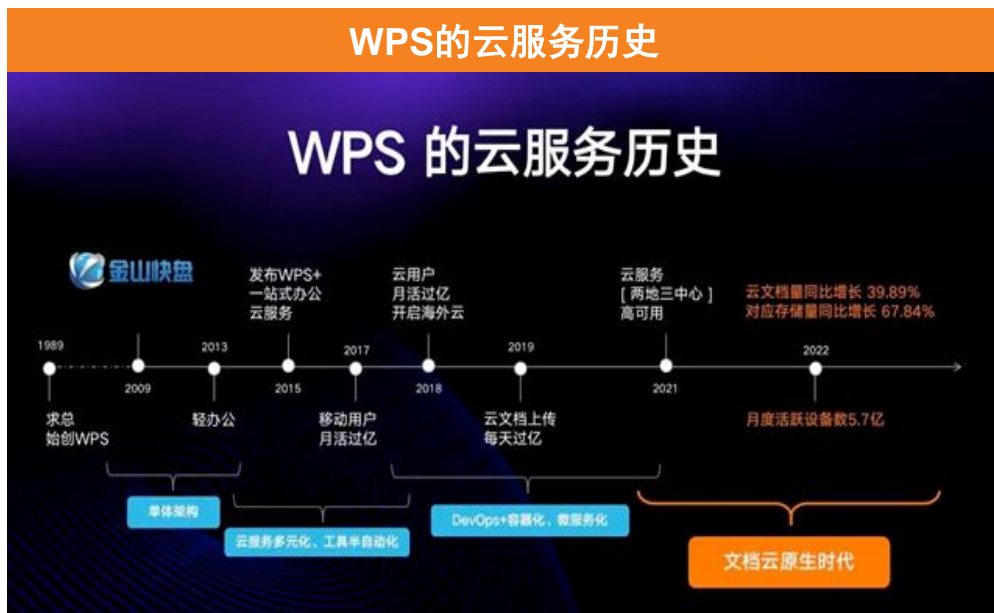 WPS的云服务历史
WPS 的云服务历史
金山快盘
发布WPS+
一站式办公
云服务
云用户
月活过亿
开启海外云
云服务
[ 两地三中心 ]
高可用
云文档量同比增长 39.89%
对应存储量同比增长 67.84%
1989
2013
2017
2019
2022
2009
2015
2018
2021
求总
始创WPS
轻办公
移动用户
月活过亿
云文档上传
每天过亿
月度活跃设备数5.7亿
单体架构
云服务多元化、工具半自动化
DevOps+容器化、微服务化
文档云原生时代